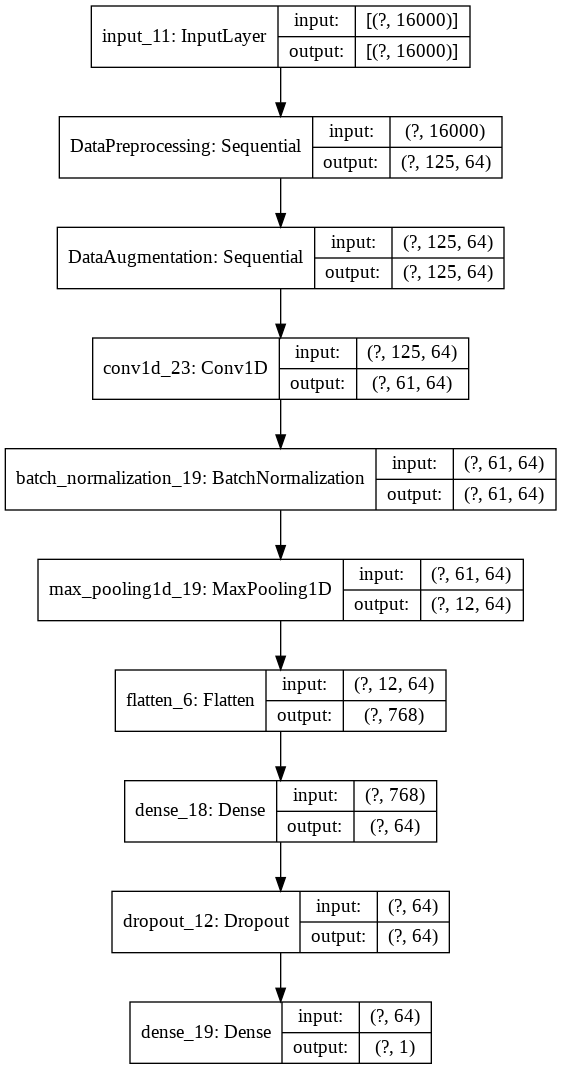 input_11: InputLayer
input: [(?, 16000)]
output: [(?, 16000)]
DataPreprocessing: Sequential
input: (?, 16000)
output: (?, 125, 64)
DataAugmentation: Sequential
input: (?, 125, 64)
output: (?, 125, 64)
conv1d_23: Conv1D
input: (?, 125, 64)
output: (?, 61, 64)
batch_normalization_19: BatchNormalization
input: (?, 61, 64)
output: (?, 61, 64)
max_pooling1d_19: MaxPooling1D
input: (?, 61, 64)
output: (?, 12, 64)
flatten_6: Flatten
input: (?, 12, 64)
output: (?, 768)
dense_18: Dense
input: (?, 768)
output: (?, 64)
dropout_12: Dropout
input: (?, 64)
output: (?, 64)
dense_19: Dense
input: (?, 64)
output: (?, 1)